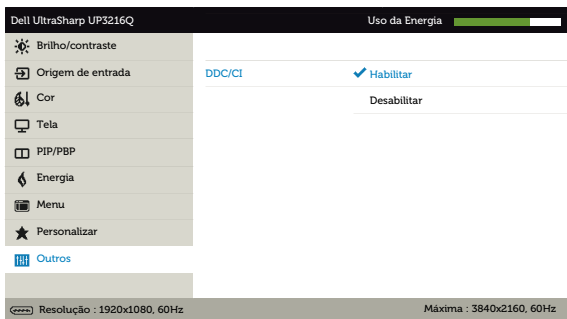 Dell UltraSharp UP3216Q Uso da Energia
Brilho/contraste
Origem de entrada DDC/CI Habilitar
Cor Desabilitar
Tela
PIP/PBP
Energia
Menu
Personalizar
Outros
Resolução : 1920x1080, 60Hz Máxima : 3840x2160, 60Hz